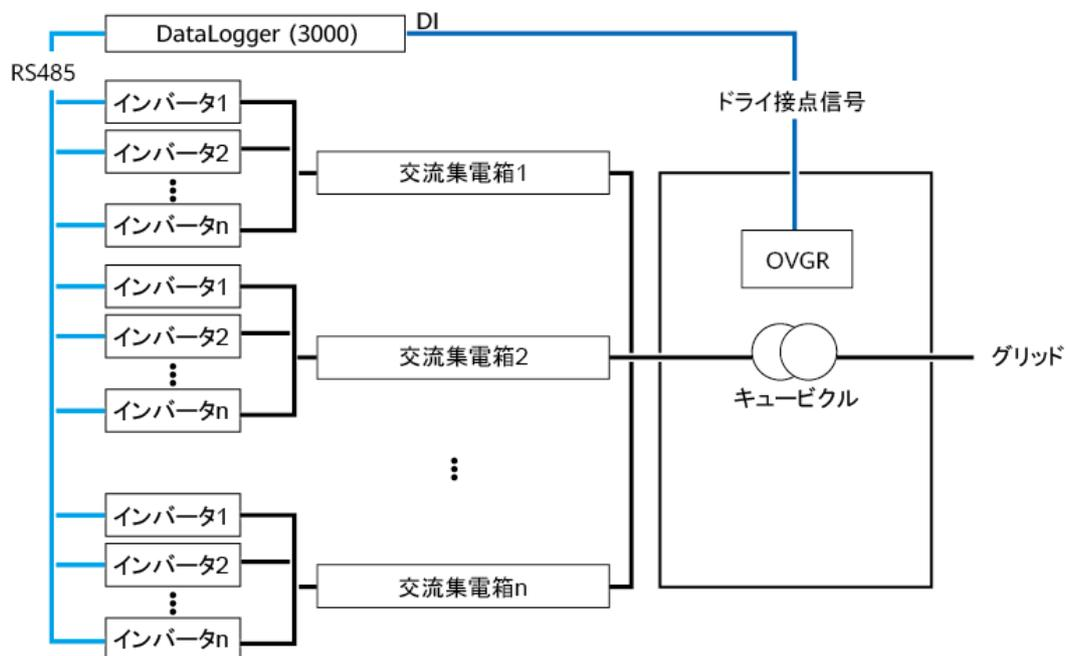 DataLogger (3000)
DI
RS485
ドライ接点信号
インバータ1
インバータ2
インバータn
交流集電箱1
OVGR
インバータ1
インバータ2
インバータn
交流集電箱2
グリッド
キュービクル
インバータ1
インバータ2
インバータn
交流集電箱n